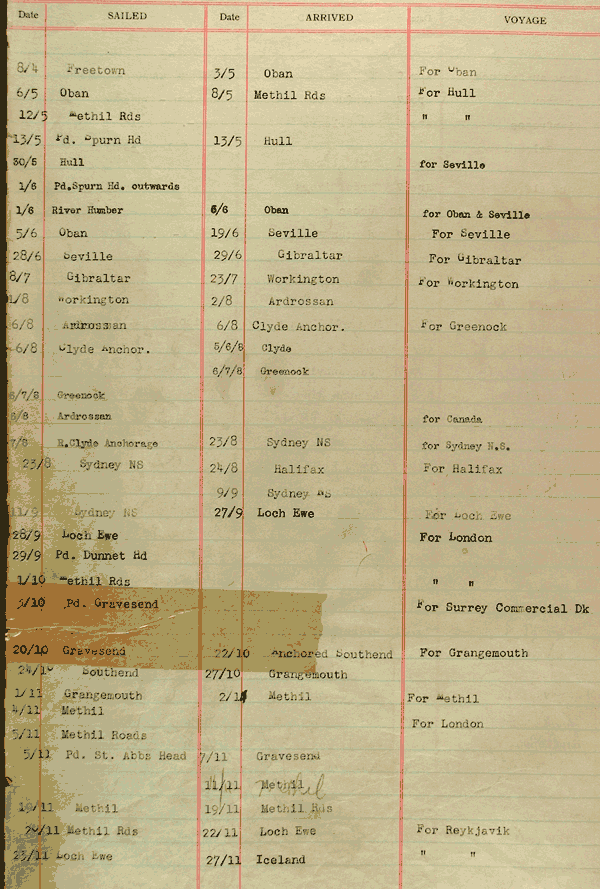 Date SAILED Date ARRIVED VOYAGE
8/4 Freetown 3/5 Oban For Oban
6/5 Oban 8/5 Methil Rds For Hull
12/5 Methil Rds " "
13/5 Pd. Spurn Hd 13/5 Hull
30/5 Hull for Seville
1/6 Pd.Spurn Hd. outwards
1/6 River Humber 5/6 Oban for Oban & Seville
5/6 Oban 19/6 Seville For Seville
28/6 Seville 29/6 Gibraltar For Gibraltar
8/7 Gibraltar 23/7 Workington For Workington
1/8 Workington 2/8 Ardrossan
6/8 Ardrossan 6/8 Clyde Anchor. For Greenock
6/8 Clyde Anchor. 5/6/8 Clyde
6/7/8 Greenock
6/7/8 Greenock
6/8 Ardrossan for Canada
7/8 R.Clyde Anchorage 23/8 Sydney NS for Sydney N.S.
23/8 Sydney NS 24/8 Halifax For Halifax
9/9 Sydney NS
11/9 Sydney NS 27/9 Loch Ewe For Loch Ewe
28/9 Loch Ewe For London
29/9 Pd. Dunnet Hd
1/10 Methil Rds " "
5/10 Pd. Gravesend For Surrey Commercial Dk
20/10 Gravesend 22/10 Anchored Southend For Grangemouth
24/10 Southend 27/10 Grangemouth
1/11 Grangemouth 2/11 Methil For Methil
4/11 Methil For London
5/11 Methil Roads
5/11 Pd. St. Abbs Head 7/11 Gravesend
11/11 Methil
19/11 Methil 19/11 Methil Rds
20/11 Methil Rds 22/11 Loch Ewe For Reykjavik
23/11 Loch Ewe 27/11 Iceland " "